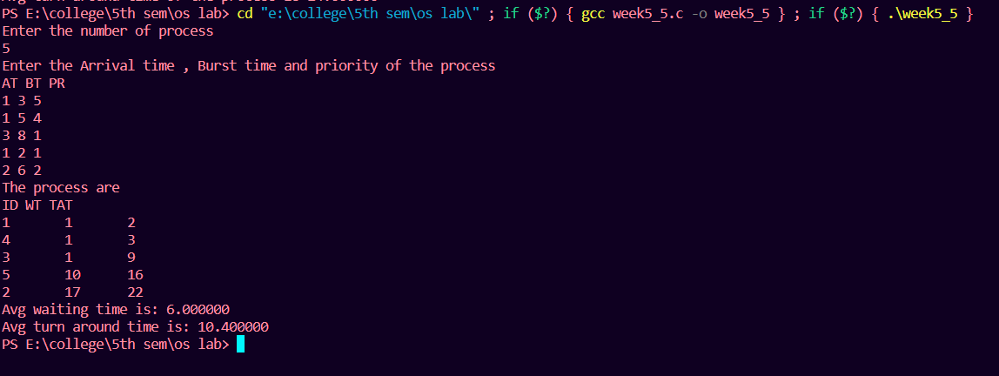 PS E:\college\5th sem\os lab> cd "e:\college\5th sem\os lab\" ; if ($?) { gcc week5_5.c -o week5_5 } ; if ($?) { .\week5_5 }
Enter the number of process
5
Enter the Arrival time , Burst time and priority of the process
AT BT PR
1 3 5
1 5 4
3 8 1
1 2 1
2 6 2
The process are
ID WT TAT
1 1 2
4 1 3
3 1 9
5 10 16
2 17 22
Avg waiting time is: 6.000000
Avg turn around time is: 10.400000
PS E:\college\5th sem\os lab>